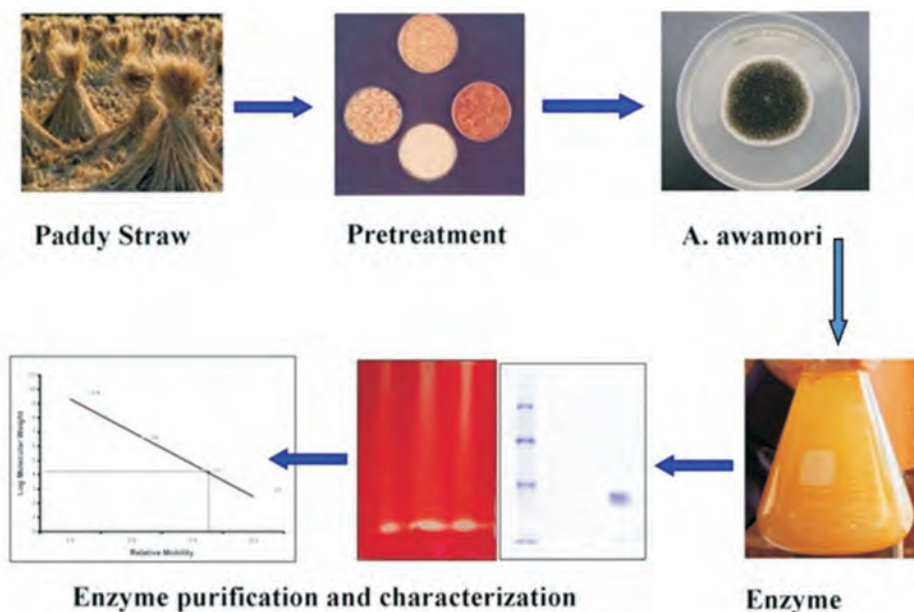 Paddy Straw
Pretreatment
A. awamori
Log Molecular Weight
Relative Mobility
Enzyme purification and characterization
Enzyme